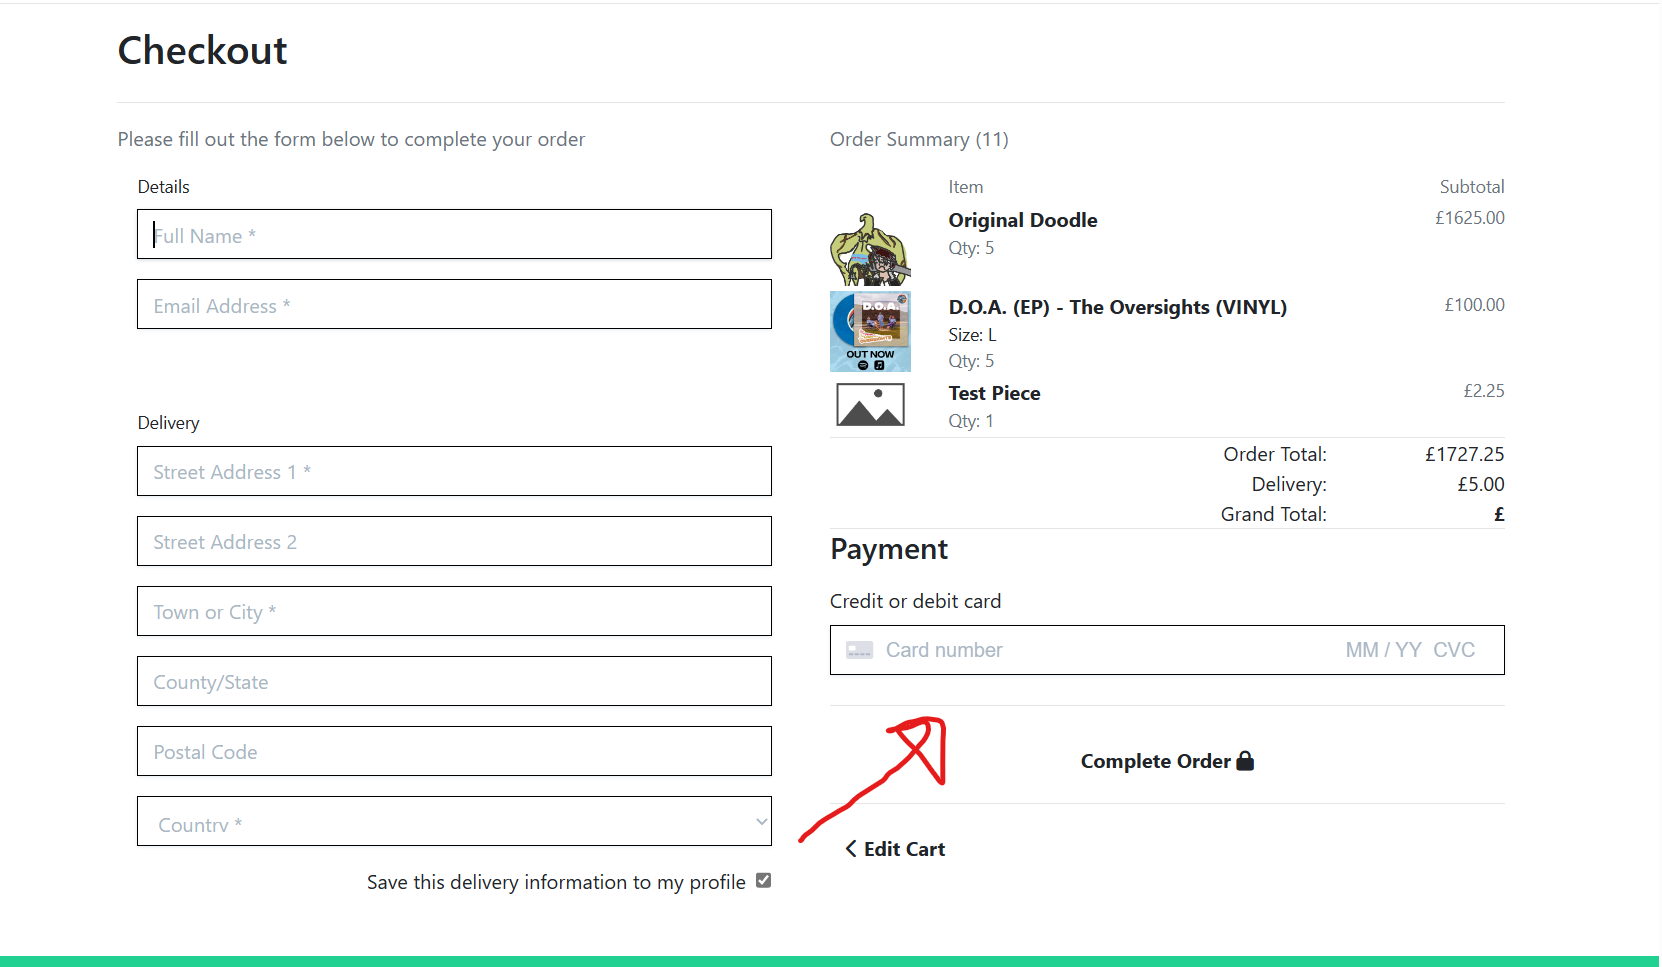 Checkout
Please fill out the form below to complete your order
Details
Full Name *
Email Address *
Delivery
Street Address 1 *
Street Address 2
Town or City *
County/State
Postal Code
Country *
Save this delivery information to my profile
Order Summary (11)
Item Subtotal
Original Doodle £1625.00
Qty: 5
D.O.A.
OUT NOW
D.O.A. (EP) - The Oversights (VINYL) £100.00
Size: L
Qty: 5
Test Piece £2.25
Qty: 1
Order Total: £1727.25
Delivery: £5.00
Grand Total: £
Payment
Credit or debit card
Card number MM / YY CVC
Complete Order
Edit Cart